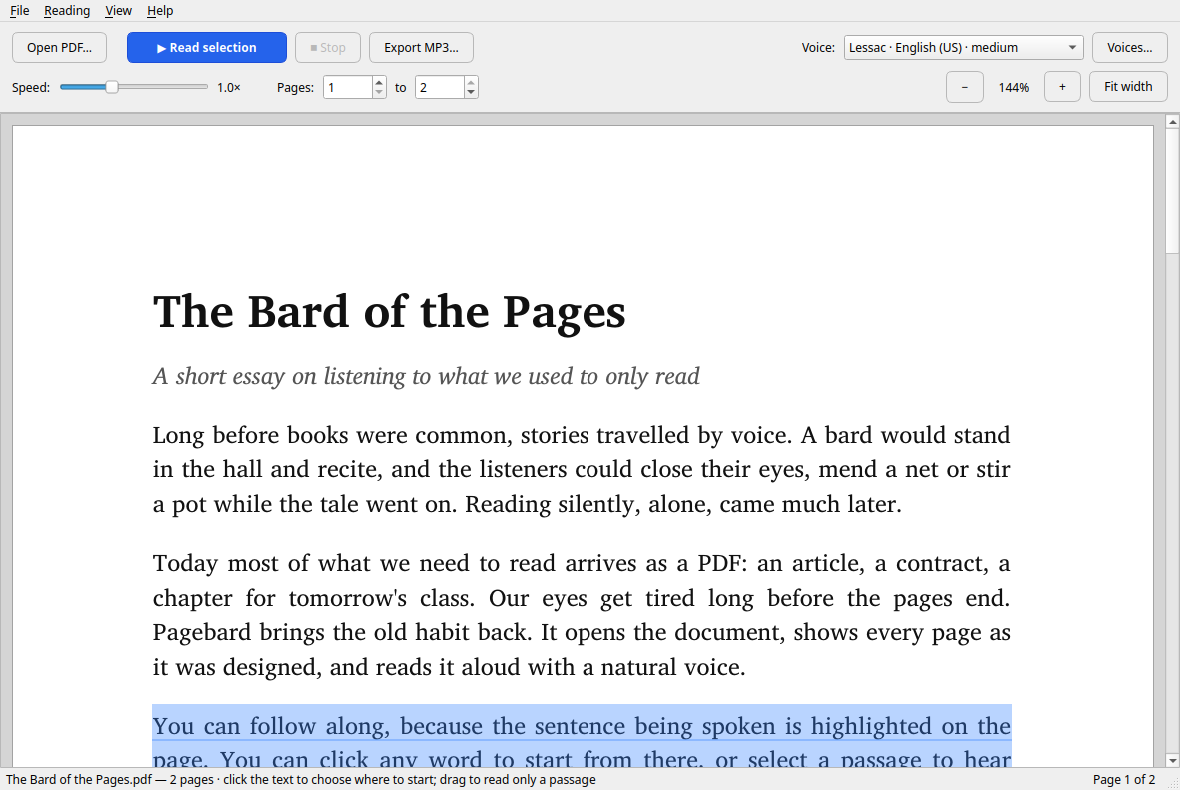 File Reading View Help
Open PDF... ▶ Read selection ■ Stop Export MP3... Voice: Lessac · English (US) · medium Voices...
Speed: 1.0× Pages: 1 to 2 − 144% + Fit width
The Bard of the Pages
A short essay on listening to what we used to only read
Long before books were common, stories travelled by voice. A bard would stand
in the hall and recite, and the listeners could close their eyes, mend a net or stir
a pot while the tale went on. Reading silently, alone, came much later.
Today most of what we need to read arrives as a PDF: an article, a contract, a
chapter for tomorrow's class. Our eyes get tired long before the pages end.
Pagebard brings the old habit back. It opens the document, shows every page as
it was designed, and reads it aloud with a natural voice.
You can follow along, because the sentence being spoken is highlighted on the
page. You can click any word to start from there, or select a passage to hear
The Bard of the Pages.pdf — 2 pages · click the text to choose where to start; drag to read only a passage Page 1 of 2